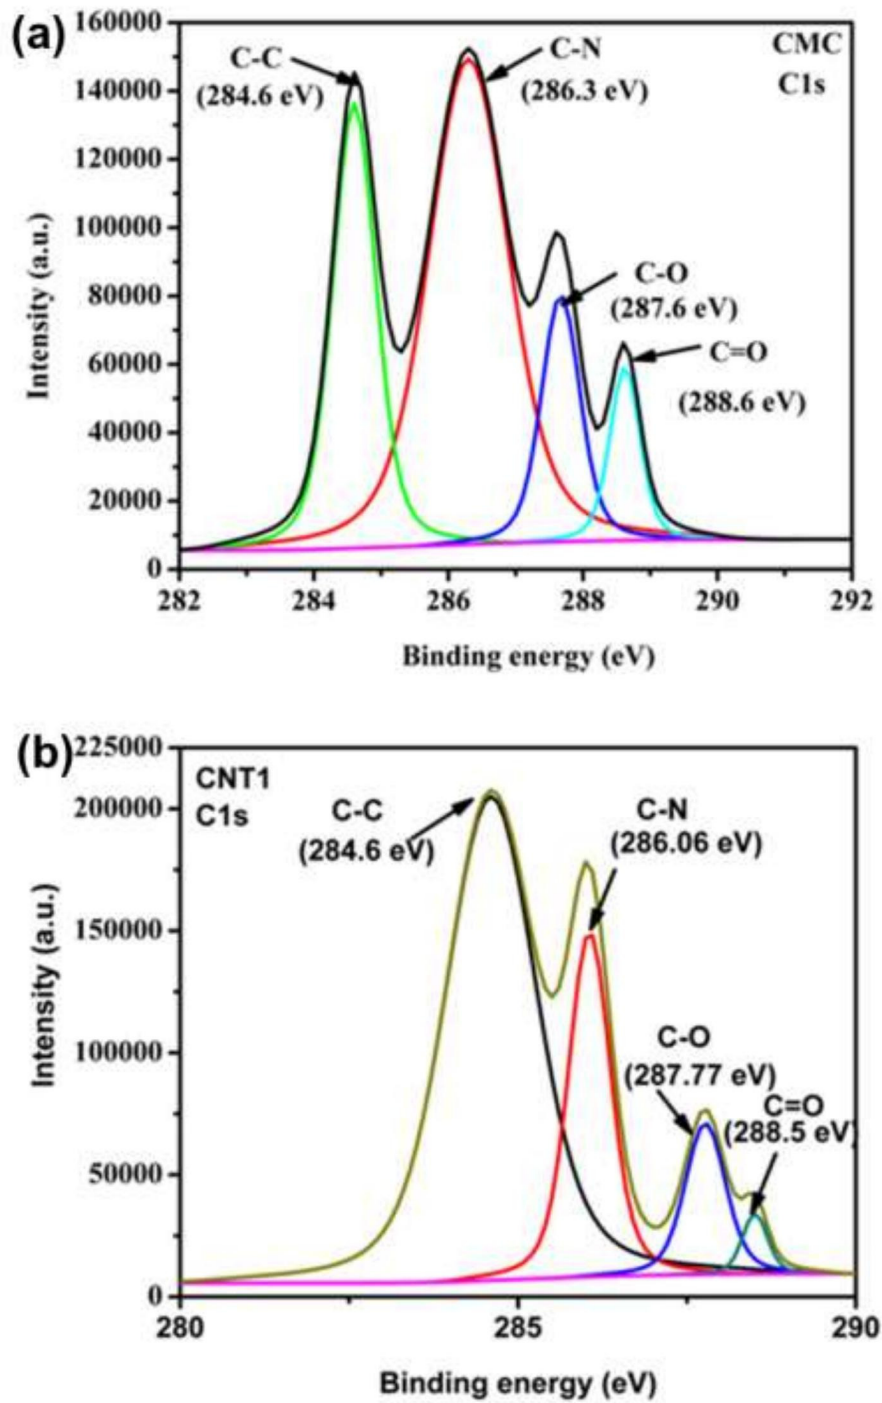 (a)
160000
140000
120000
100000
80000
60000
40000
20000
0
Intensity (a.u.)
C-C
(284.6 eV)
C-N
(286.3 eV)
CMC
C1s
C-O
(287.6 eV)
C=O
(288.6 eV)
282 284 286 288 290 292
Binding energy (eV)
(b)
225000
200000
150000
100000
50000
0
Intensity (a.u.)
CNT1
C1s
C-C
(284.6 eV)
C-N
(286.06 eV)
C-O
(287.77 eV)
C=O
(288.5 eV)
280 285 290
Binding energy (eV)